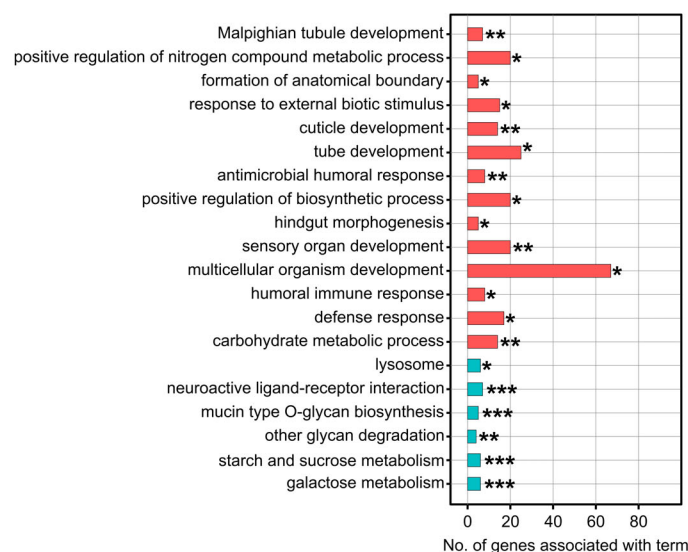 Malpighian tubule development **
positive regulation of nitrogen compound metabolic process *
formation of anatomical boundary *
response to external biotic stimulus *
cuticle development **
tube development *
antimicrobial humoral response **
positive regulation of biosynthetic process *
hindgut morphogenesis *
sensory organ development **
multicellular organism development *
humoral immune response *
defense response *
carbohydrate metabolic process **
lysosome *
neuroactive ligand-receptor interaction ***
mucin type O-glycan biosynthesis ***
other glycan degradation **
starch and sucrose metabolism ***
galactose metabolism ***
0 20 40 60 80
No. of genes associated with term